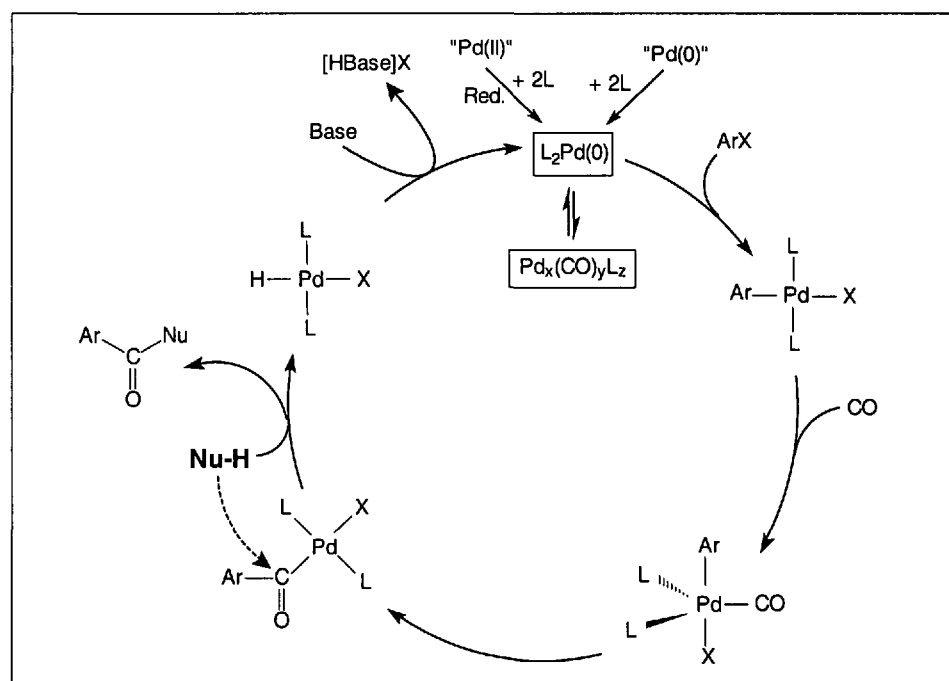 "Pd(II)"
"Pd(0)"
[HBase]X
+ 2L
+ 2L
Red.
Base
L₂Pd(0)
ArX
L
L
H
Pd
X
Pdₓ(CO)ᵧL_z
Ar
Pd
X
L
L
Ar
Nu
C
O
CO
Nu-H
L
X
Pd
Ar
C
L
O
Ar
L
Pd
CO
L
X